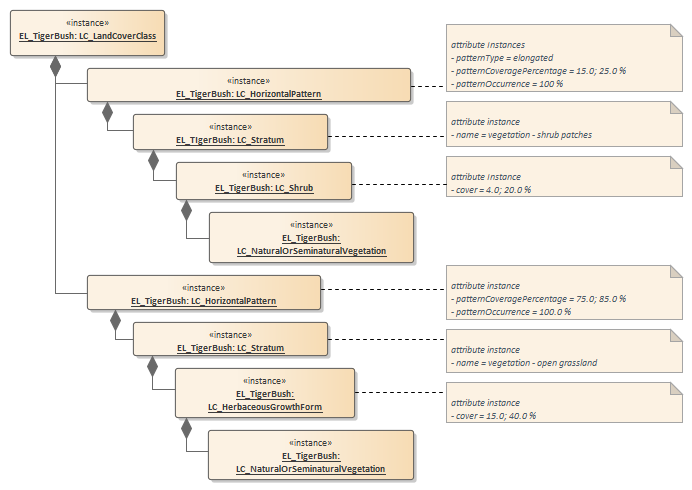 «instance»
EL_TigerBush: LC_LandCoverClass
«instance»
EL_TigerBush: LC_HorizontalPattern
attribute instances
- patternType = elongated
- patternCoveragePercentage = 15.0; 25.0 %
- patternOccurrence = 100 %
«instance»
EL_TIgerBush: LC_Stratum
attribute instance
- name = vegetation - shrub patches
«instance»
EL_TigerBush: LC_Shrub
attribute instance
- cover = 4.0; 20.0 %
«instance»
EL_TigerBush:
LC_NaturalOrSeminaturalVegetation
«instance»
EL_TigerBush: LC_HorizontalPattern
attribute instance
- patternCoveragePercentage = 75.0; 85.0 %
- patternOccurrence = 100.0 %
«instance»
EL_TigerBush: LC_Stratum
attribute instance
- name = vegetation - open grassland
«instance»
EL_TigerBush:
LC_HerbaceousGrowthForm
attribute instance
- cover = 15.0; 40.0 %
«instance»
EL_TigerBush:
LC_NaturalOrSeminaturalVegetation